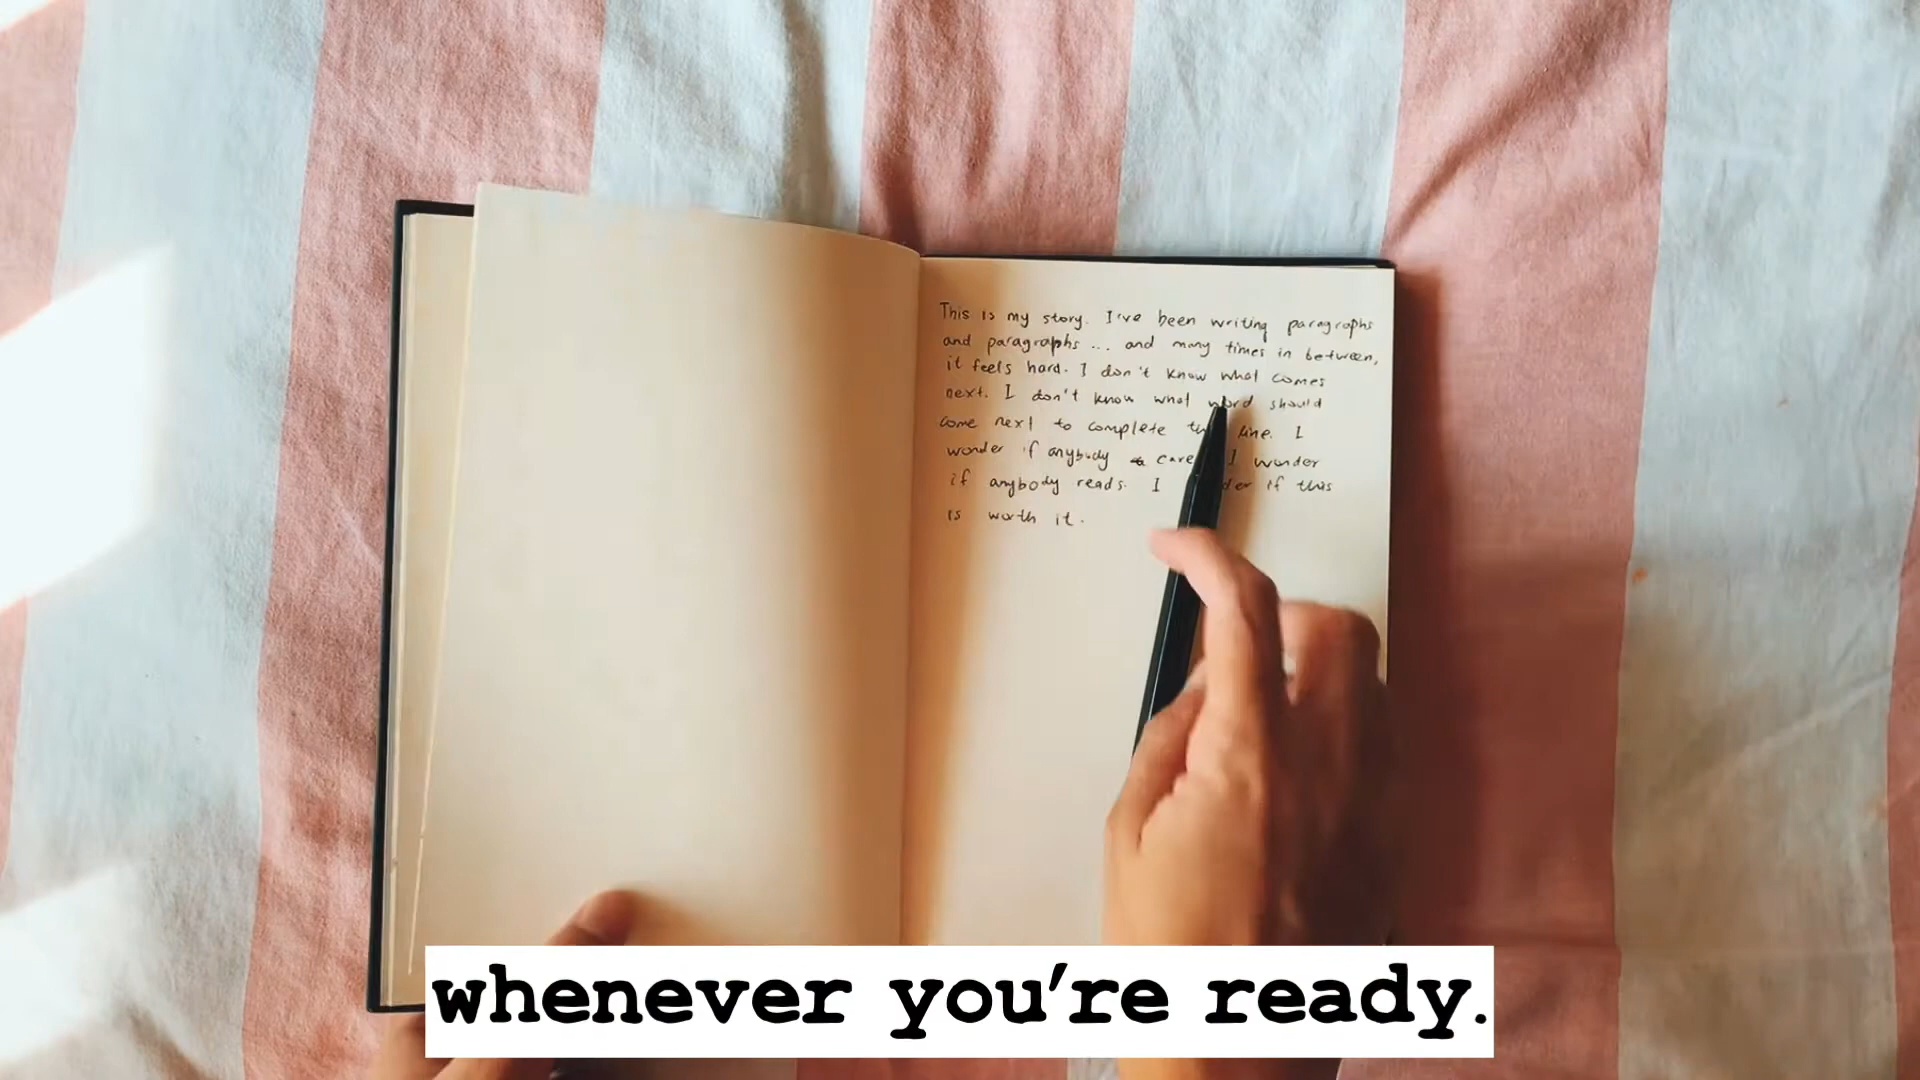 This is my story. I've been writing paragraphs
and paragraphs ... and many times in between,
it feels hard. I don't know what comes
next. I don't know what word should
come next to complete line. I
wonder if anybody care I wonder
if anybody reads. I if this
is worth it.
whenever you're ready.